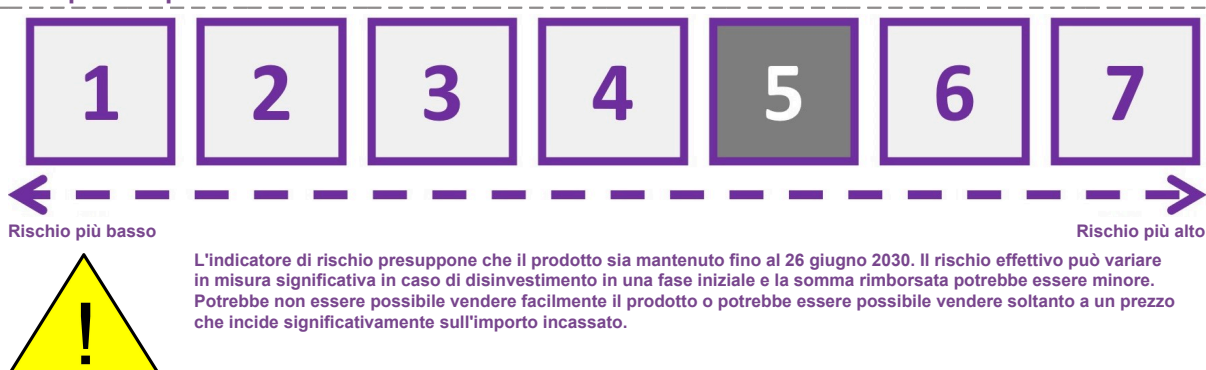 1 2 3 4 5 6 7
Rischio più basso Rischio più alto
!
L'indicatore di rischio presuppone che il prodotto sia mantenuto fino al 26 giugno 2030. Il rischio effettivo può variare
in misura significativa in caso di disinvestimento in una fase iniziale e la somma rimborsata potrebbe essere minore.
Potrebbe non essere possibile vendere facilmente il prodotto o potrebbe essere possibile vendere soltanto a un prezzo
che incide significativamente sull'importo incassato.